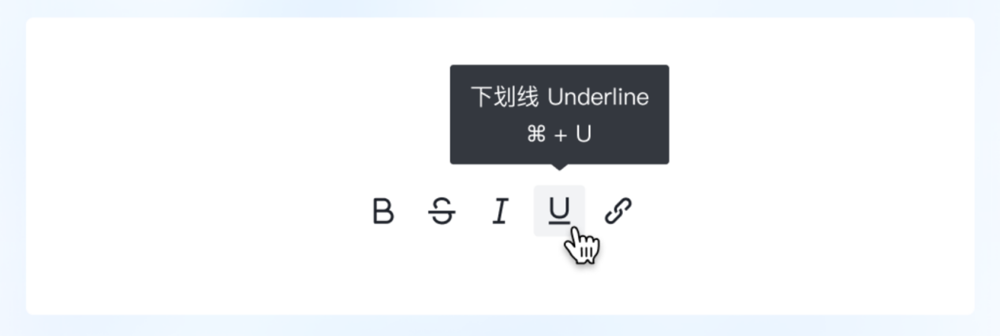 下划线 Underline
⌘ + U
B S I U